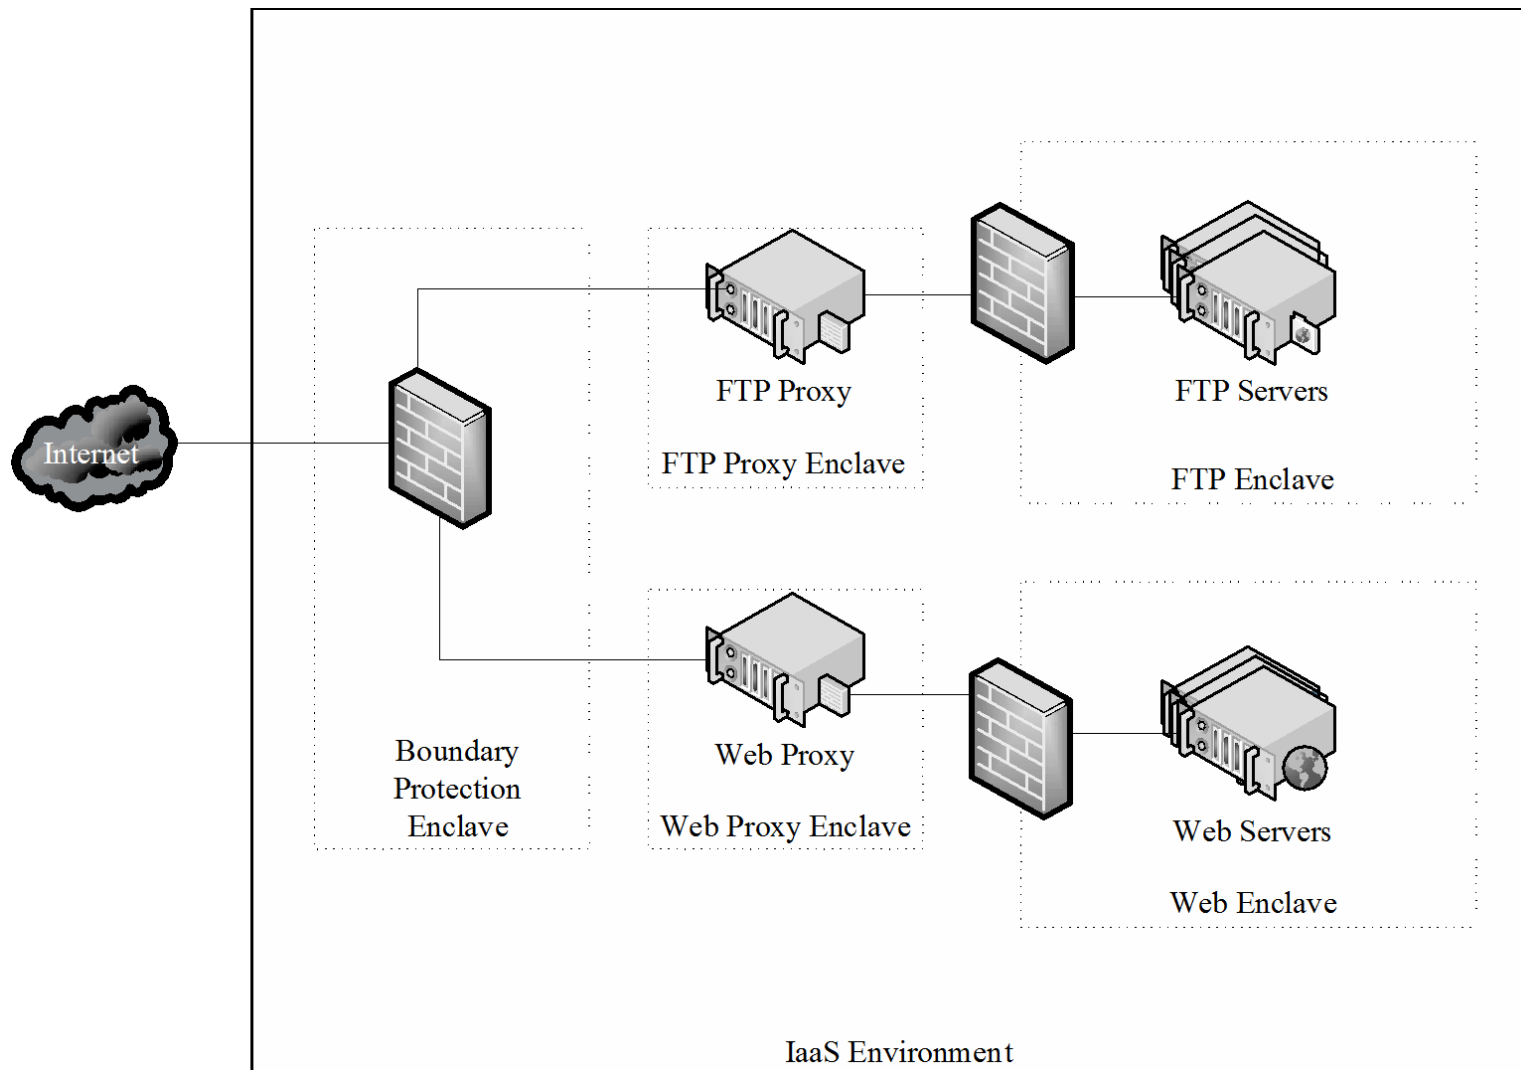 Internet
Boundary
Protection
Enclave
FTP Proxy
FTP Proxy Enclave
FTP Servers
FTP Enclave
Web Proxy
Web Proxy Enclave
Web Servers
Web Enclave
IaaS Environment